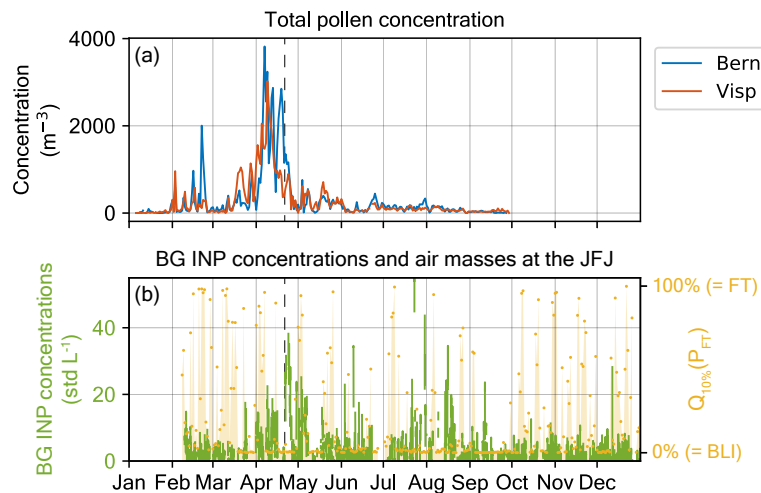 Total pollen concentration
(a)
4000
2000
0
Concentration
(m⁻³)
Bern
Visp
BG INP concentrations and air masses at the JFJ
(b)
40
20
0
BG INP concentrations
(std L⁻¹)
100% (= FT)
0% (= BLI)
Q10%(PFT)
Jan Feb Mar Apr May Jun Jul Aug Sep Oct Nov Dec